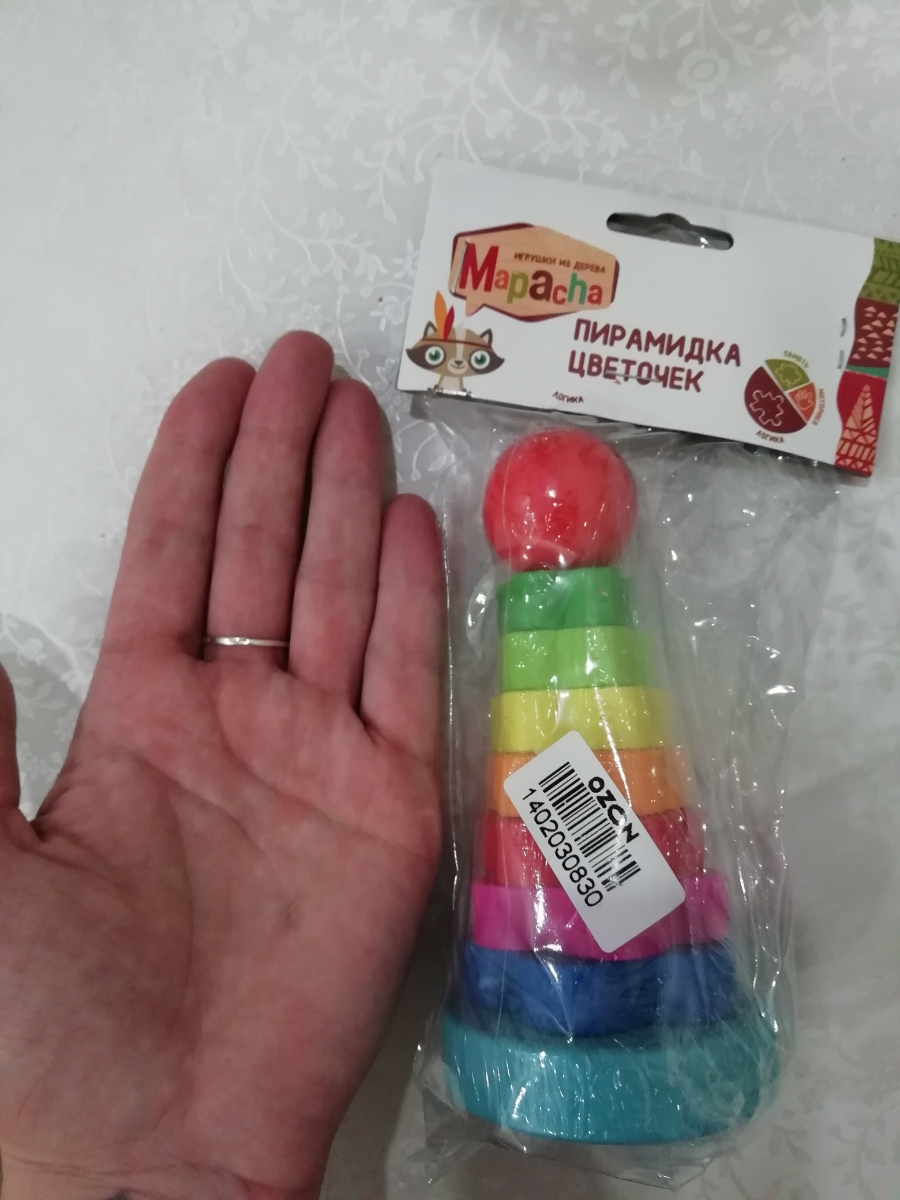 ИГРУШКИ ИЗ ДЕРЕВА
Mapacha
ПИРАМИДКА
ЦВЕТОЧЕК
ПАМЯТЬ
ЛОГИКА
ЛОГИКА
OZON
1402030830